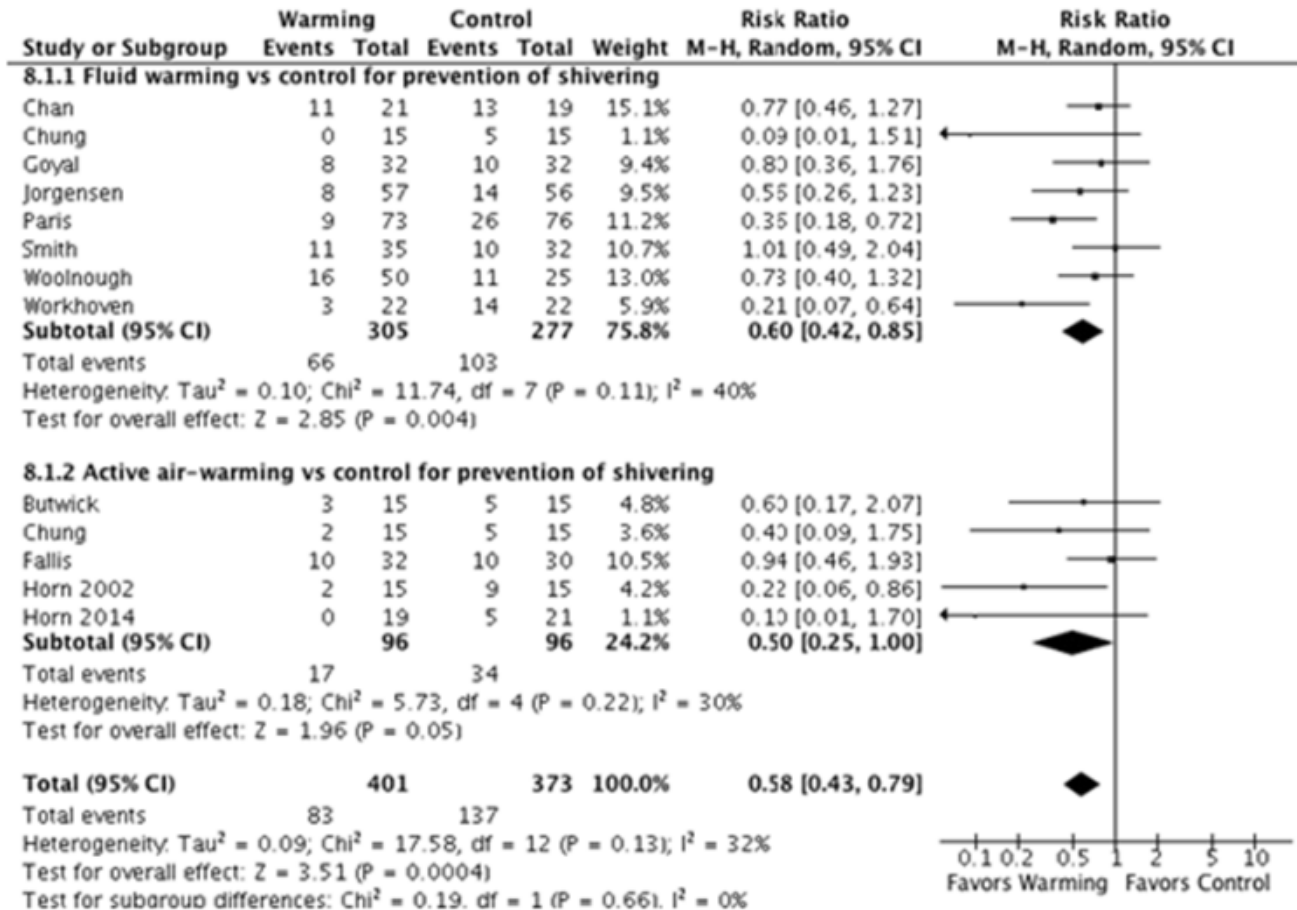 Warming Control Risk Ratio Risk Ratio
Study or Subgroup Events Total Events Total Weight M-H, Random, 95% CI M-H, Random, 95% CI
8.1.1 Fluid warming vs control for prevention of shivering
Chan 11 21 13 19 15.1% 0.77 [0.46, 1.27]
Chung 0 15 5 15 1.1% 0.09 [0.01, 1.51]
Goyal 8 32 10 32 9.4% 0.80 [0.36, 1.76]
Jorgensen 8 57 14 56 9.5% 0.56 [0.26, 1.23]
Paris 9 73 26 76 11.2% 0.36 [0.18, 0.72]
Smith 11 35 10 32 10.7% 1.01 [0.49, 2.04]
Woolnough 16 50 11 25 13.0% 0.73 [0.40, 1.32]
Workhoven 3 22 14 22 5.9% 0.21 [0.07, 0.64]
Subtotal (95% CI) 305 277 75.8% 0.60 [0.42, 0.85]
Total events 66 103
Heterogeneity: Tau² = 0.10; Chi² = 11.74, df = 7 (P = 0.11); I² = 40%
Test for overall effect: Z = 2.85 (P = 0.004)
8.1.2 Active air-warming vs control for prevention of shivering
Butwick 3 15 5 15 4.8% 0.60 [0.17, 2.07]
Chung 2 15 5 15 3.6% 0.40 [0.09, 1.75]
Fallis 10 32 10 30 10.5% 0.94 [0.46, 1.93]
Horn 2002 2 15 9 15 4.2% 0.22 [0.06, 0.86]
Horn 2014 0 19 5 21 1.1% 0.10 [0.01, 1.70]
Subtotal (95% CI) 96 96 24.2% 0.50 [0.25, 1.00]
Total events 17 34
Heterogeneity: Tau² = 0.18; Chi² = 5.73, df = 4 (P = 0.22); I² = 30%
Test for overall effect: Z = 1.96 (P = 0.05)
Total (95% CI) 401 373 100.0% 0.58 [0.43, 0.79]
Total events 83 137
Heterogeneity: Tau² = 0.09; Chi² = 17.58, df = 12 (P = 0.13); I² = 32%
Test for overall effect: Z = 3.51 (P = 0.0004)
Test for subgroup differences: Chi² = 0.19, df = 1 (P = 0.66), I² = 0%
0.1 0.2 0.5 1 2 5 10
Favors Warming Favors Control